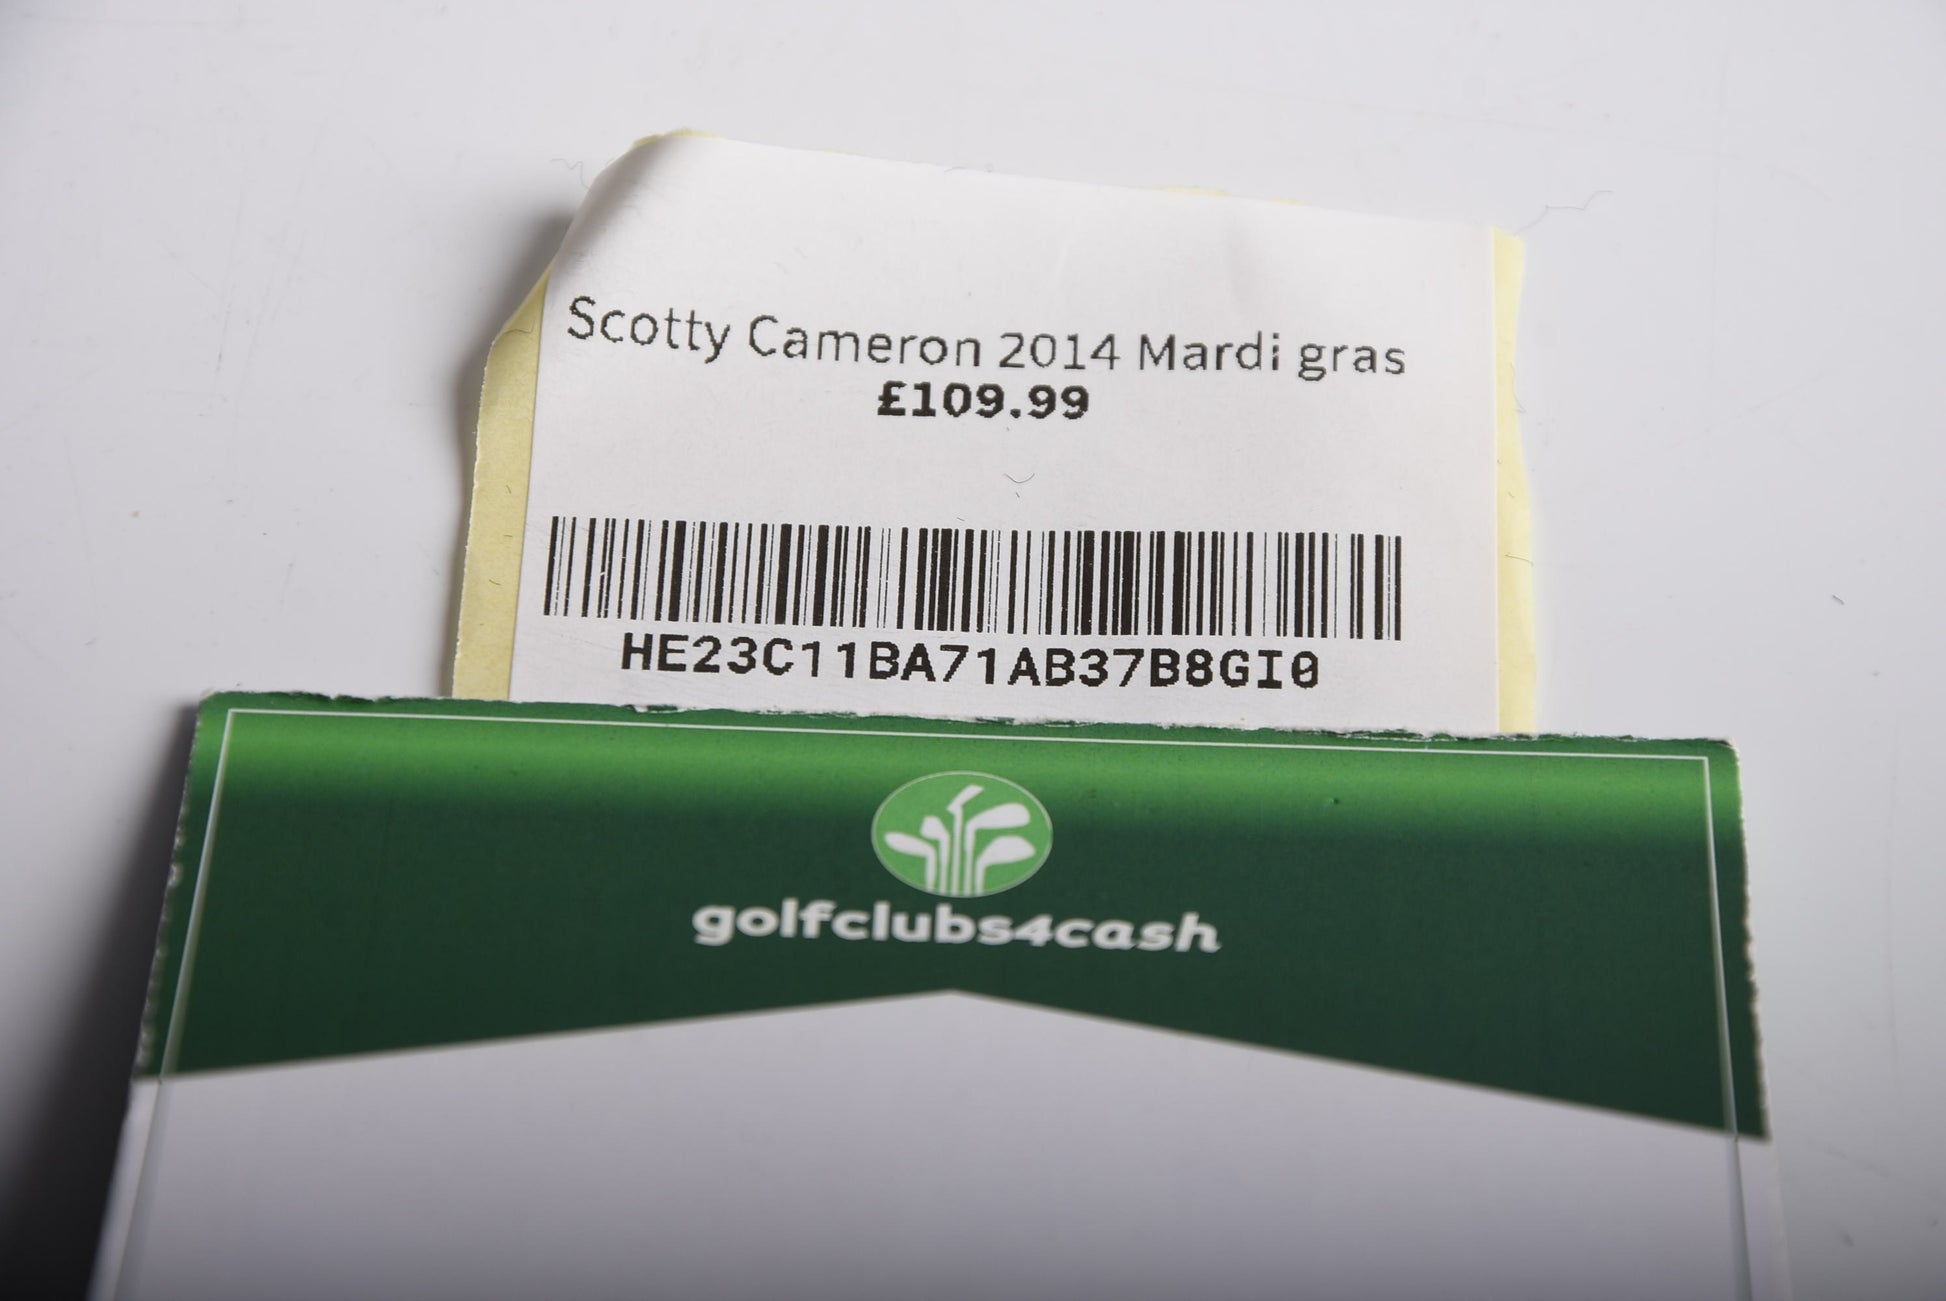 Scotty Cameron 2014 Mardi gras
£109.99
HE23C11BA71AB37B8GI0
golfclubs4cash